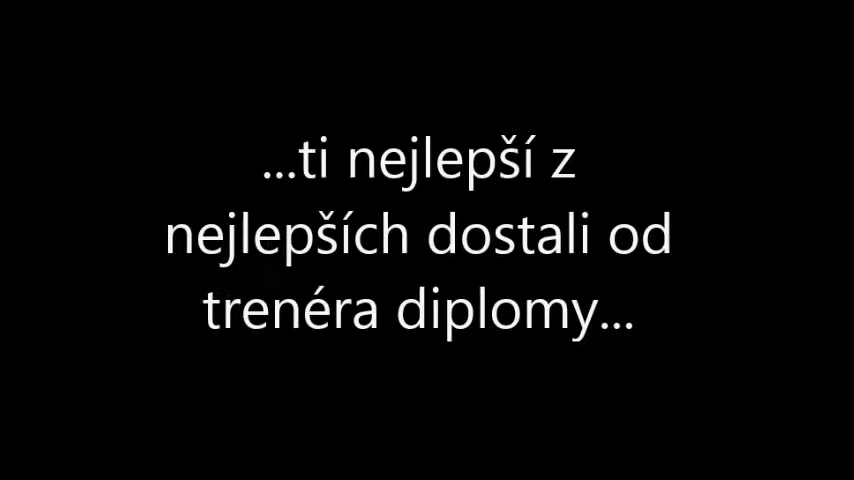 ...ti nejlepší z
nejlepších dostali od
trenéra diplomy...